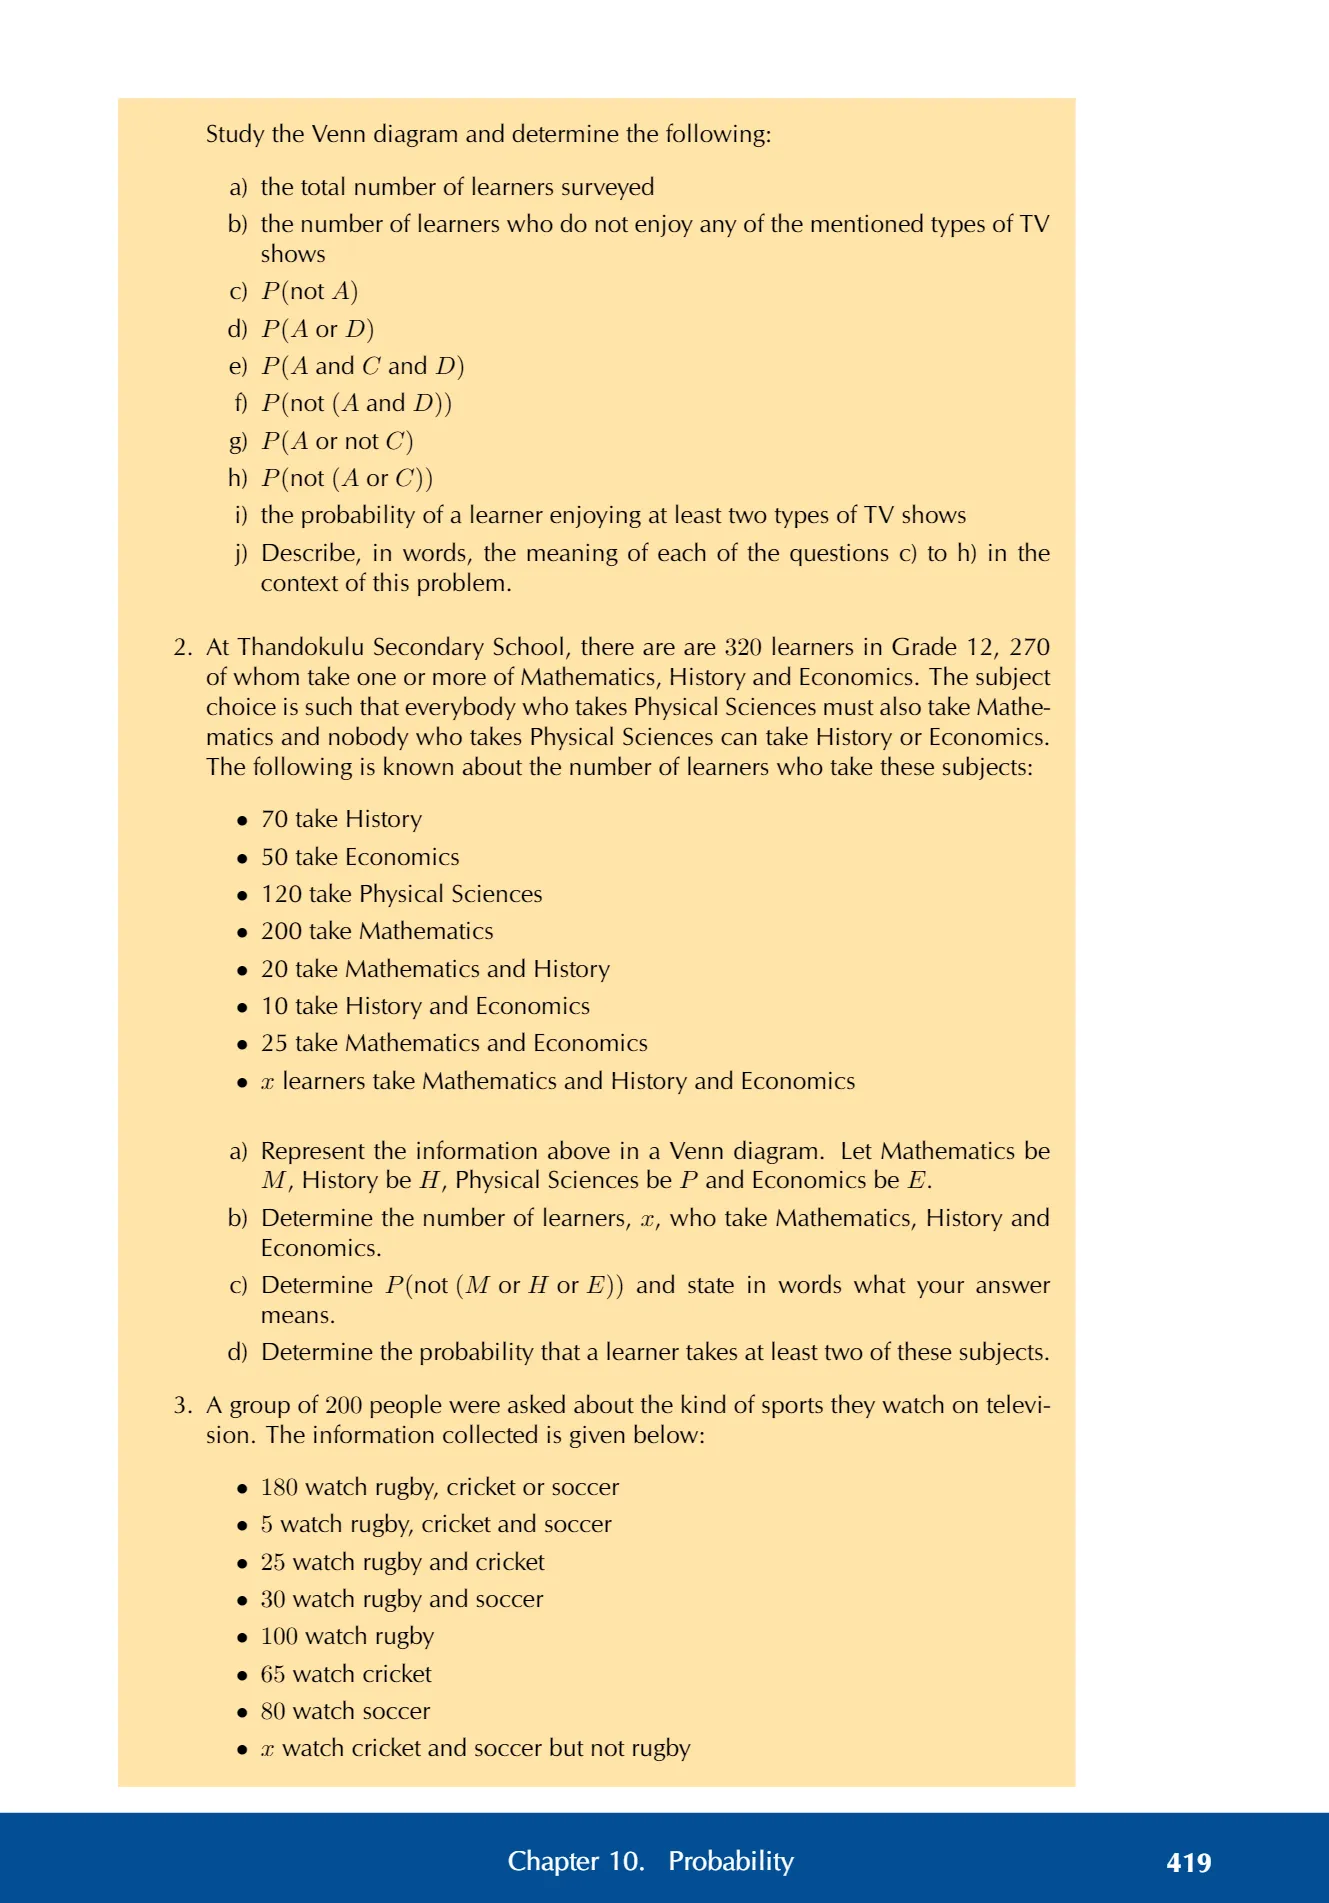 Study the Venn diagram and determine the following:
a) the total number of learners surveyed
b) the number of learners who do not enjoy any of the mentioned types of TV
shows
c) P(not A)
d) P(A or D)
e) P(A and C and D)
f) P(not (A and D))
g) P(A or not C)
h) P(not (A or C))
i) the probability of a learner enjoying at least two types of TV shows
j) Describe, in words, the meaning of each of the questions c) to h) in the
context of this problem.
2. At Thandokulu Secondary School, there are are 320 learners in Grade 12, 270
of whom take one or more of Mathematics, History and Economics. The subject
choice is such that everybody who takes Physical Sciences must also take Mathe-
matics and nobody who takes Physical Sciences can take History or Economics.
The following is known about the number of learners who take these subjects:
• 70 take History
• 50 take Economics
• 120 take Physical Sciences
• 200 take Mathematics
• 20 take Mathematics and History
• 10 take History and Economics
• 25 take Mathematics and Economics
• x learners take Mathematics and History and Economics
a) Represent the information above in a Venn diagram. Let Mathematics be
M, History be H, Physical Sciences be P and Economics be E.
b) Determine the number of learners, x, who take Mathematics, History and
Economics.
c) Determine P(not (M or H or E)) and state in words what your answer
means.
d) Determine the probability that a learner takes at least two of these subjects.
3. A group of 200 people were asked about the kind of sports they watch on televi-
sion. The information collected is given below:
• 180 watch rugby, cricket or soccer
• 5 watch rugby, cricket and soccer
• 25 watch rugby and cricket
• 30 watch rugby and soccer
• 100 watch rugby
• 65 watch cricket
• 80 watch soccer
• x watch cricket and soccer but not rugby
Chapter 10. Probability 419